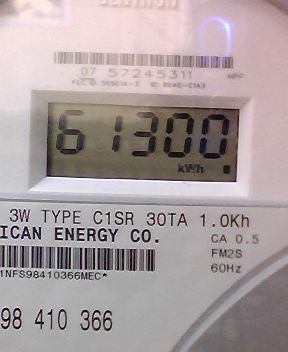 07 57245311
61300
kWh
3W TYPE C1SR 30TA 1.0Kh
ICAN ENERGY CO.
CA 0.5
FM2S
60Hz
1NFS98410366MEC*
98 410 366